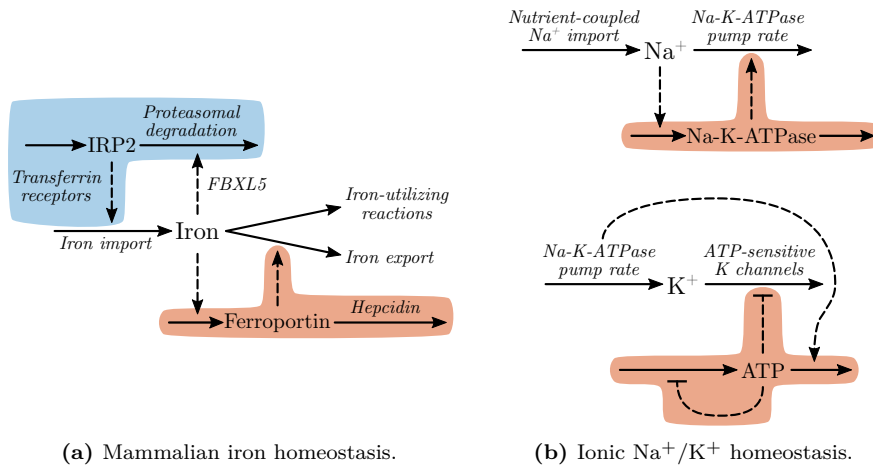 Proteasomal
degradation
IRP2
Transferrin
receptors
FBXL5
Iron import
Iron
Iron-utilizing
reactions
Iron export
Hepcidin
Ferroportin
(a) Mammalian iron homeostasis.
Nutrient-coupled
Na⁺ import
Na⁺
Na-K-ATPase
pump rate
Na-K-ATPase
Na-K-ATPase
pump rate
K⁺
ATP-sensitive
K channels
ATP
(b) Ionic Na⁺/K⁺ homeostasis.